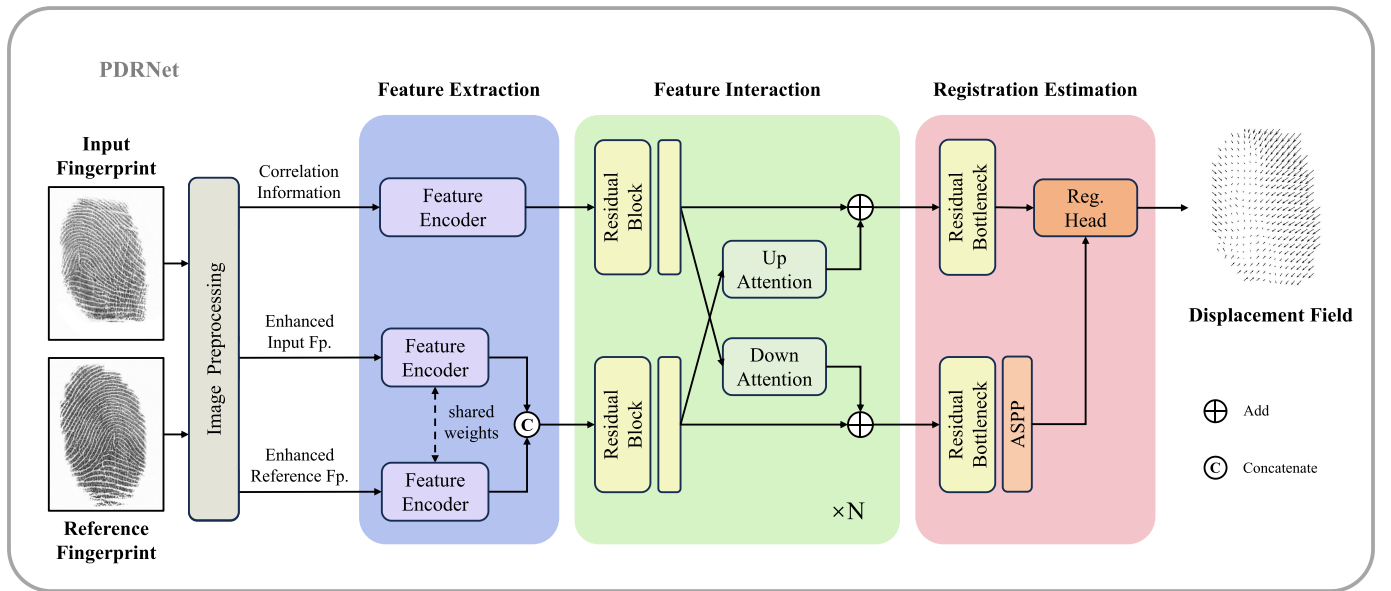 PDRNet
Feature Extraction
Feature Interaction
Registration Estimation
Input
Fingerprint
Reference
Fingerprint
Image Preprocessing
Correlation
Information
Enhanced
Input Fp.
Enhanced
Reference Fp.
Feature
Encoder
Feature
Encoder
shared
weights
Feature
Encoder
C
Residual
Block
Residual
Block
Up
Attention
Down
Attention
×N
Residual
Bottleneck
Reg.
Head
Residual
Bottleneck
ASPP
Displacement Field
Add
C
Concatenate